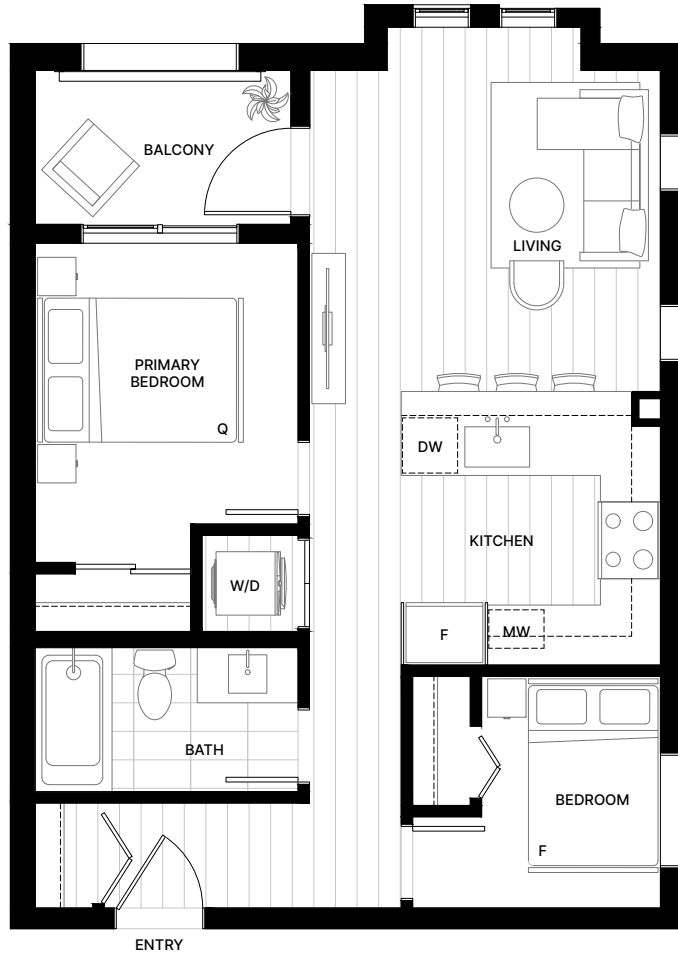 BALCONY
LIVING
PRIMARY
BEDROOM
Q
DW
KITCHEN
W/D
F
MW
BATH
BEDROOM
F
ENTRY